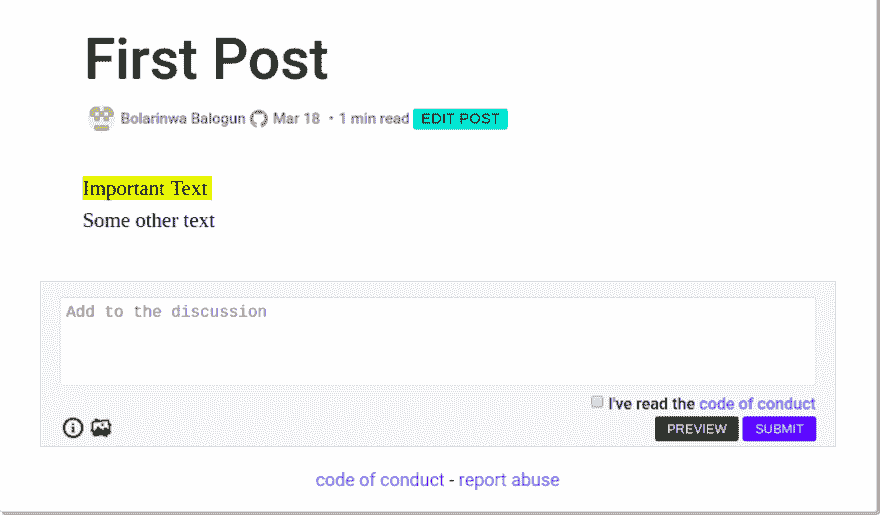 First Post
Bolarinwa Balogun Mar 18 • 1 min read EDIT POST
Important Text
Some other text
Add to the discussion
I've read the code of conduct
PREVIEW SUBMIT
code of conduct - report abuse